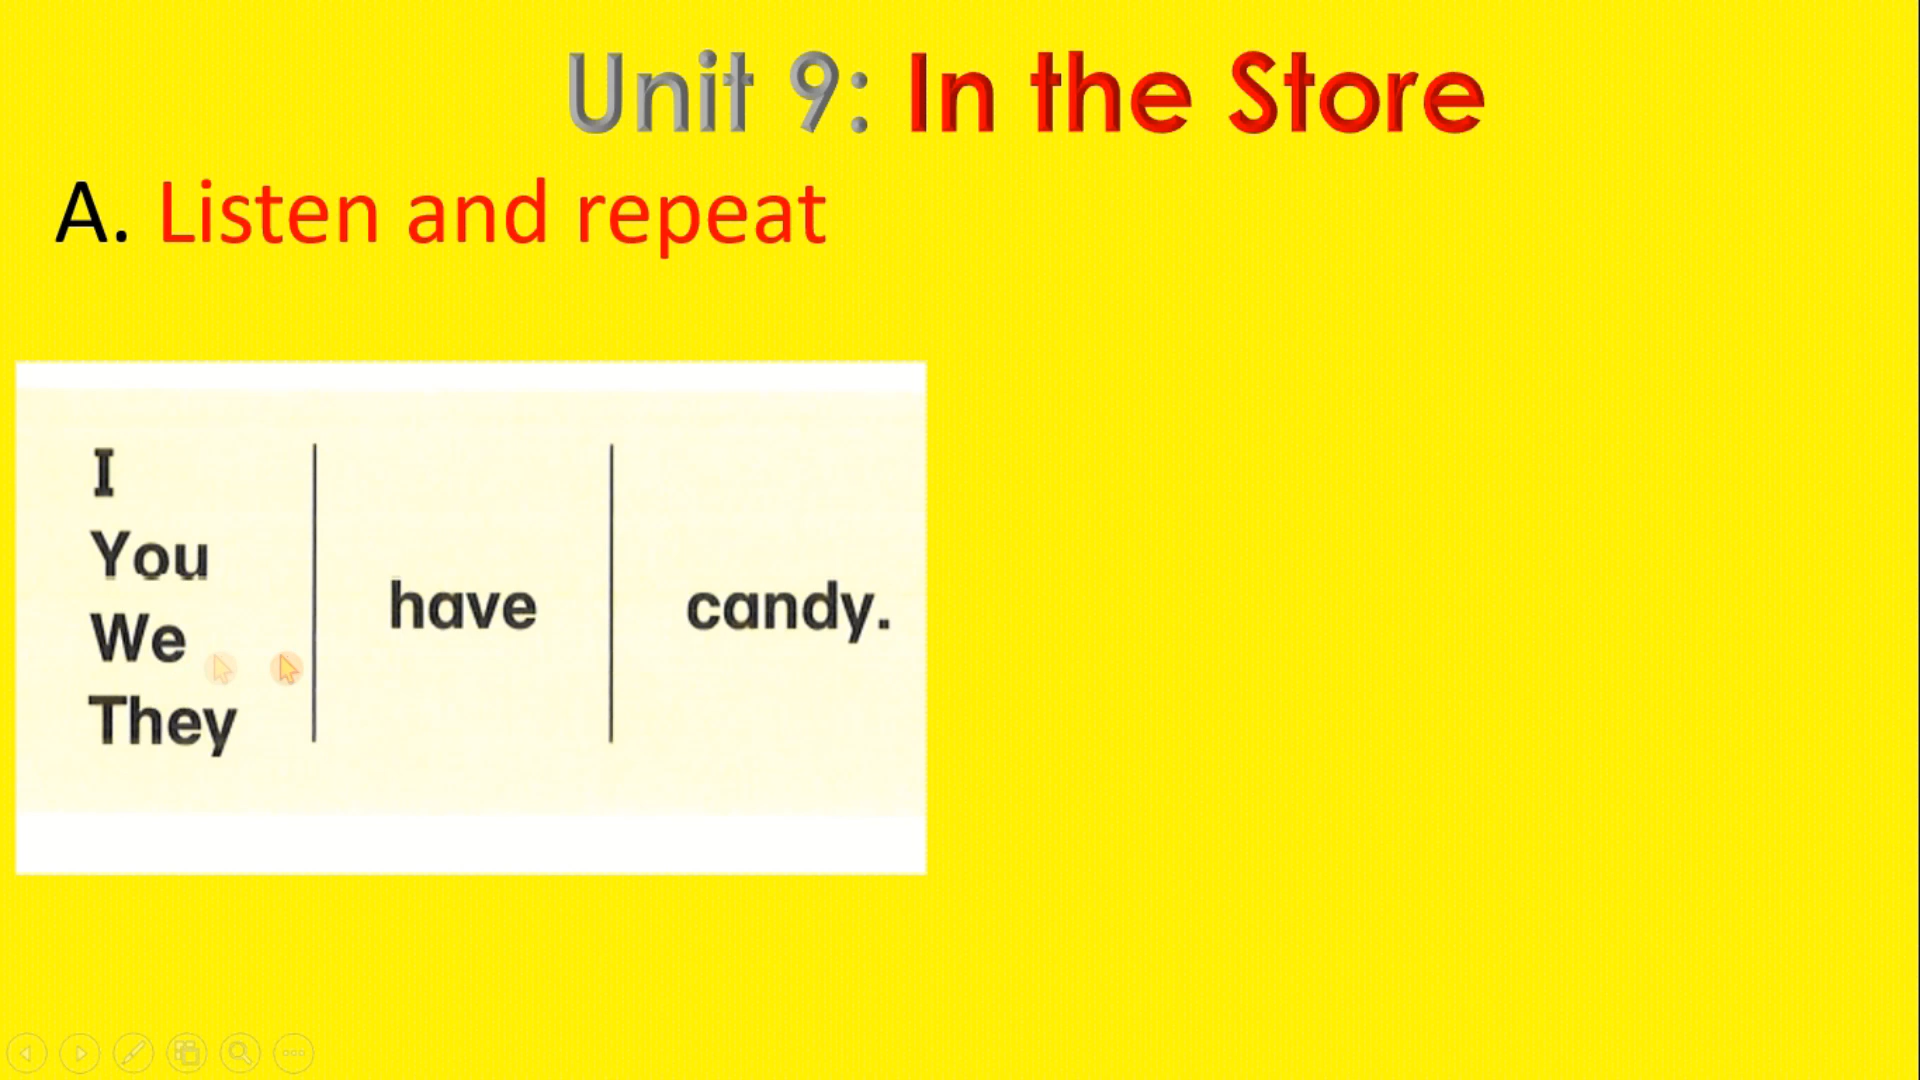 Unit 9: In the Store
A. Listen and repeat
I
You
We
They
have
candy.